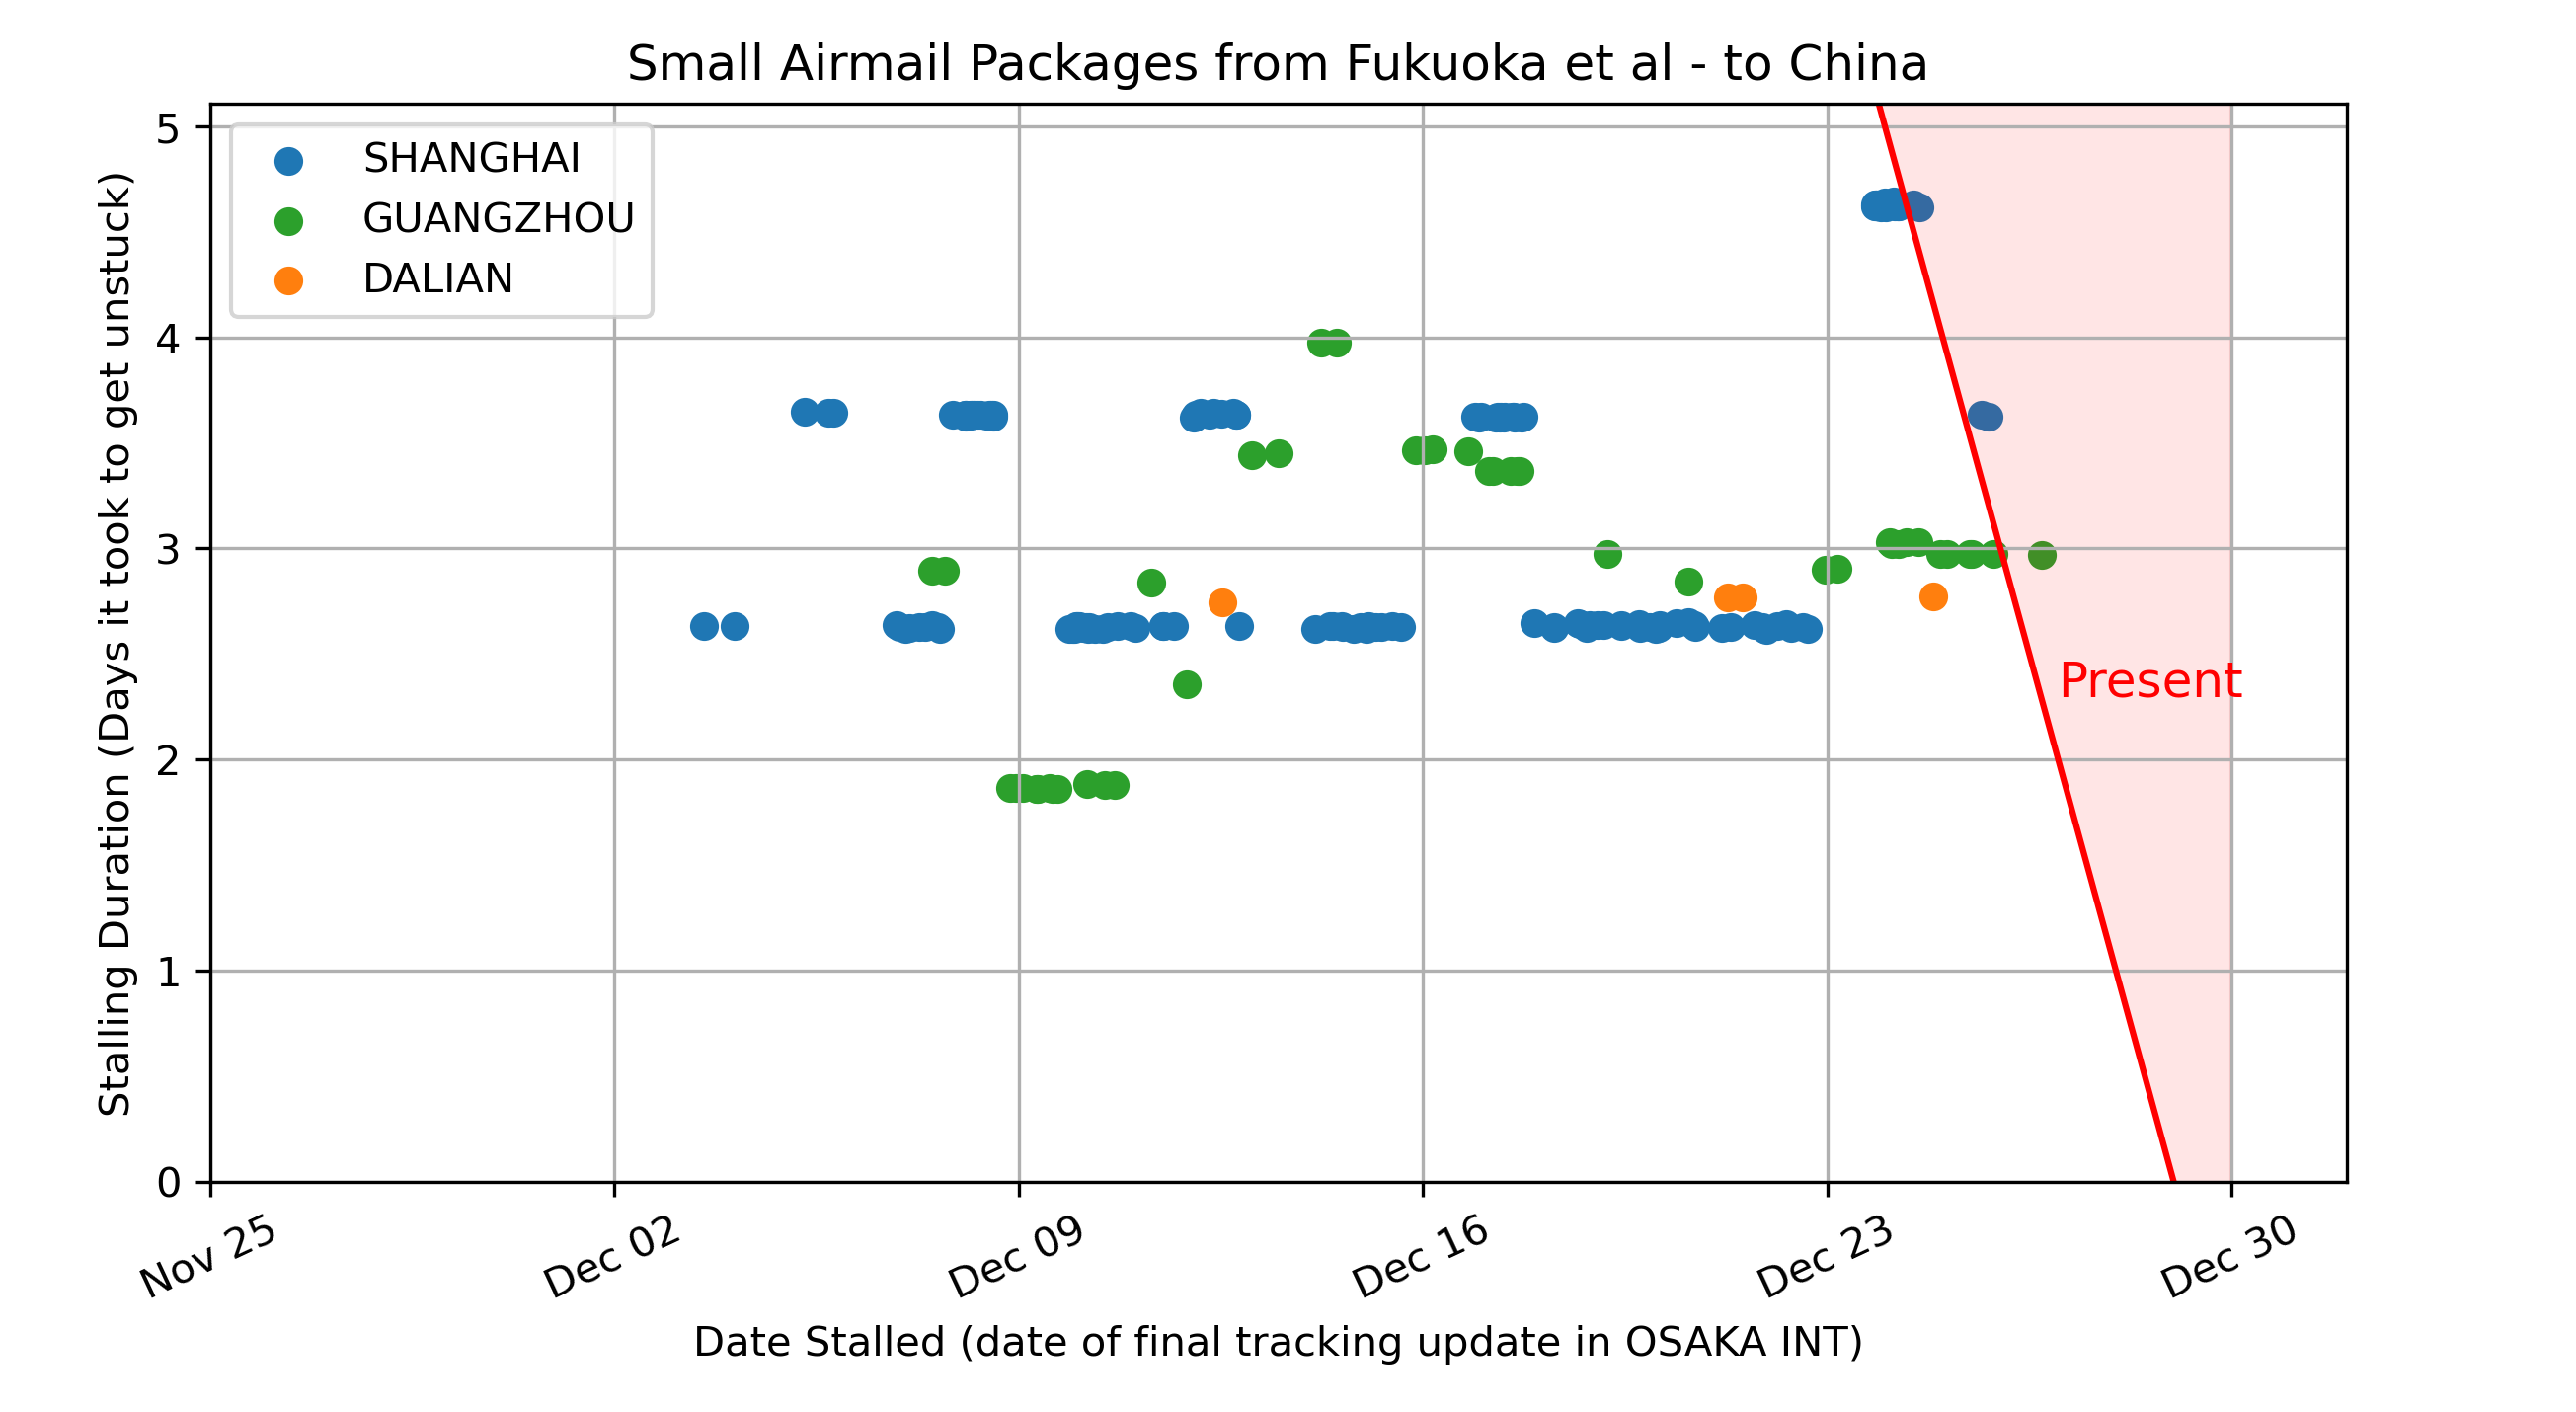 Small Airmail Packages from Fukuoka et al - to China
Stalling Duration (Days it took to get unstuck)
5
4
3
2
1
0
SHANGHAI
GUANGZHOU
DALIAN
Present
Nov 25
Dec 02
Dec 09
Dec 16
Dec 23
Dec 30
Date Stalled (date of final tracking update in OSAKA INT)